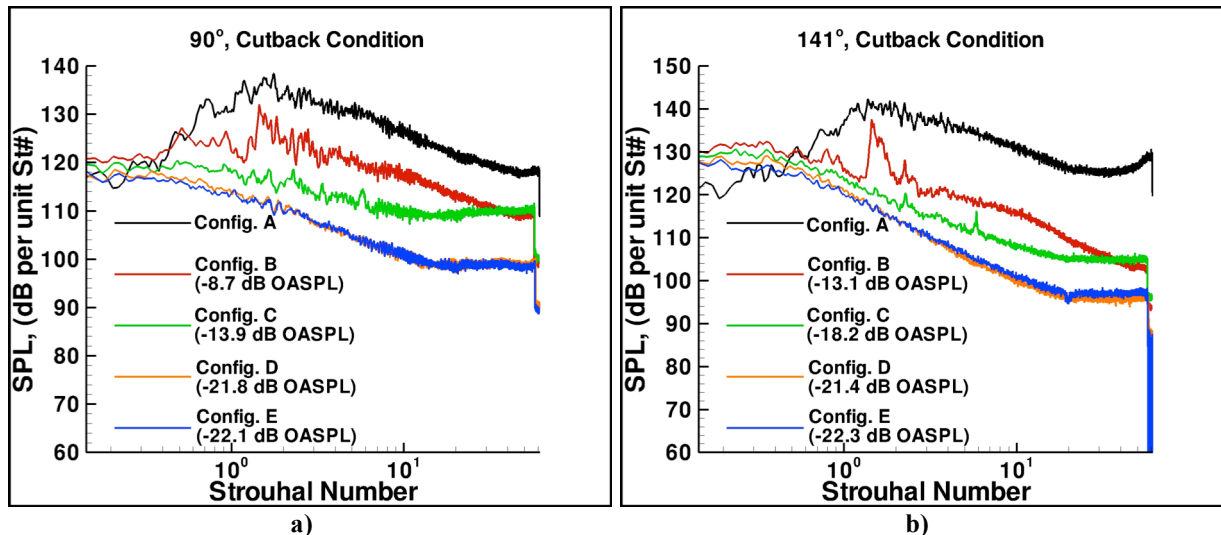 90°, Cutback Condition
SPL, (dB per unit St#)
140
130
120
110
100
90
80
70
60
Config. A
Config. B
(-8.7 dB OASPL)
Config. C
(-13.9 dB OASPL)
Config. D
(-21.8 dB OASPL)
Config. E
(-22.1 dB OASPL)
10⁰
10¹
Strouhal Number
a)
141°, Cutback Condition
SPL, (dB per unit St#)
150
140
130
120
110
100
90
80
70
60
Config. A
Config. B
(-13.1 dB OASPL)
Config. C
(-18.2 dB OASPL)
Config. D
(-21.4 dB OASPL)
Config. E
(-22.3 dB OASPL)
10⁰
10¹
Strouhal Number
b)